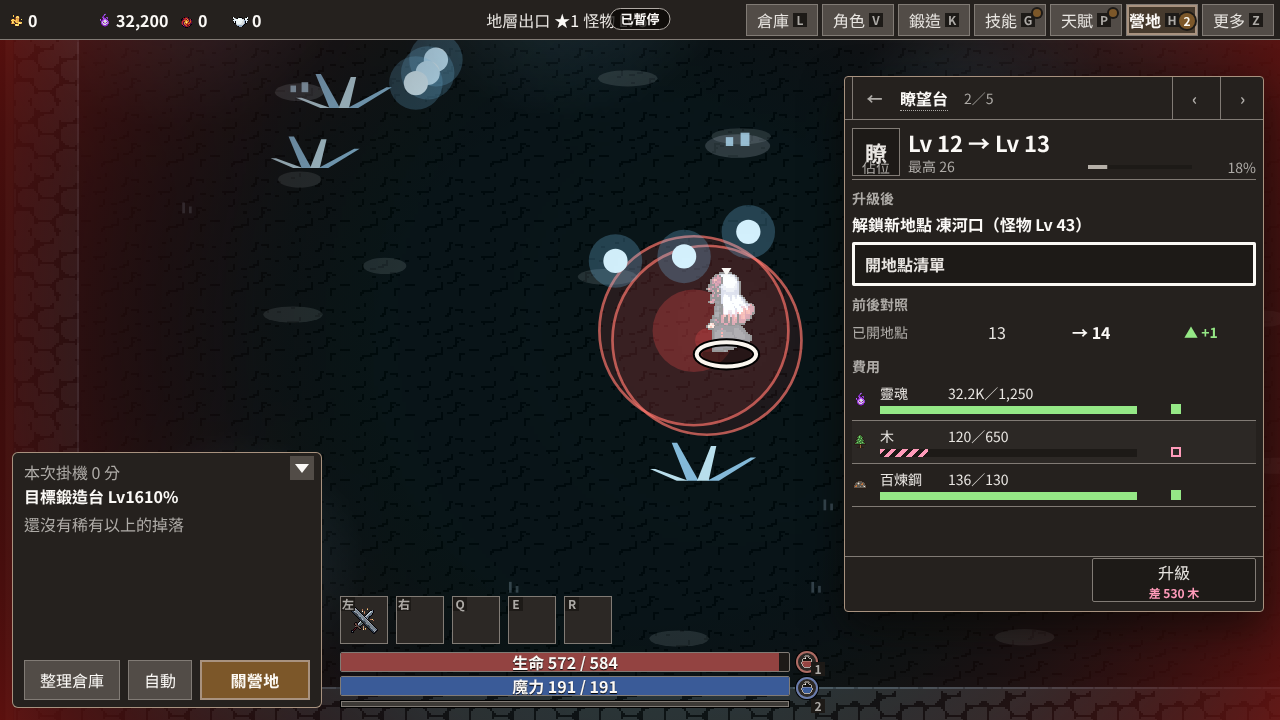 0
32,200
0
0
地層出口 ★1 怪物
已暫停
倉庫 L
角色 V
鍛造 K
技能 G
天賦 P
營地 H 2
更多 Z
← 瞭望台 2／5 ‹ ›
瞭
佔位
Lv 12 → Lv 13
最高 26
18%
升級後
解鎖新地點 凍河口（怪物 Lv 43）
開地點清單
前後對照
已開地點 13 → 14 ▲ +1
費用
靈魂 32.2K／1,250
木 120／650
百煉鋼 136／130
升級
差 530 木
本次掛機 0 分
目標鍛造台 Lv1610%
還沒有稀有以上的掉落
整理倉庫
自動
關營地
左
右
Q
E
R
生命 572 / 584
1
魔力 191 / 191
2